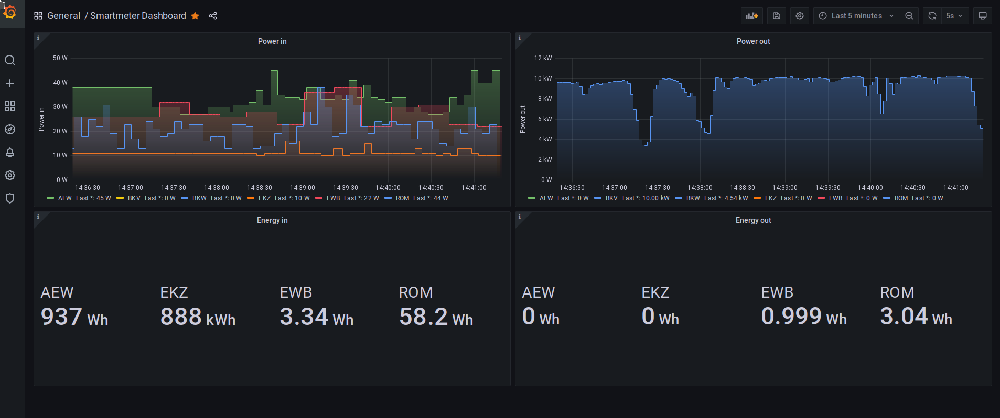 General / Smartmeter Dashboard
Last 5 minutes
5s
Power in
Power in
50 W
40 W
30 W
20 W
10 W
0 W
14:36:30 14:37:00 14:37:30 14:38:00 14:38:30 14:39:00 14:39:30 14:40:00 14:40:30 14:41:00
AEW Last *: 45 W BKV Last *: 0 W BKW Last *: 0 W EKZ Last *: 10 W EWB Last *: 22 W ROM Last *: 44 W
Power out
Power out
12 kW
10 kW
8 kW
6 kW
4 kW
2 kW
0 W
14:36:30 14:37:00 14:37:30 14:38:00 14:38:30 14:39:00 14:39:30 14:40:00 14:40:30 14:41:00
AEW Last *: 0 W BKV Last *: 10.00 kW BKW Last *: 4.54 kW EKZ Last *: 0 W EWB Last *: 0 W ROM Last *: 0 W
Energy in
AEW EKZ EWB ROM
937 Wh 888 kWh 3.34 Wh 58.2 Wh
Energy out
AEW EKZ EWB ROM
0 Wh 0 Wh 0.999 Wh 3.04 Wh